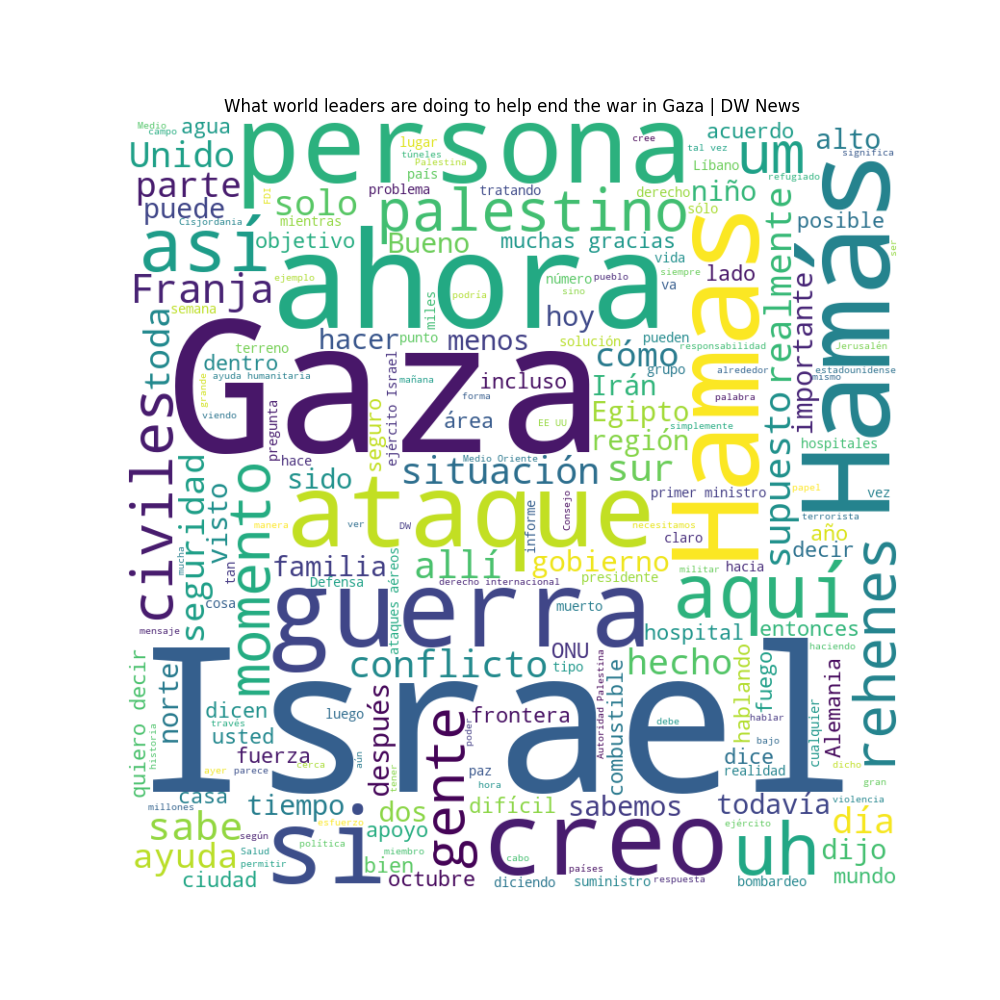 What world leaders are doing to help end the war in Gaza | DW News
Medio
campo
agua
persona
cree
lugar
túneles
Palestina
país
tal vez
acuerdo
um
alto
significa
Unido
Líbano
refugiado
parte
FDI
solo
problema
tratando
derecho
niño
puede
Cisjordania
mientras
palestino
sólo
realmente
posible
Hamás
así
objetivo
Bueno
muchas gracias
vida
ser
ahora
Hamas
Franja
ejemplo
número
pueblo
siempre
lado
semana
miles
podría
sino
va
importante
toda
hoy
terreno
hacer
punto
menos
solución
pueden
responsabilidad
Jerusalén
Gaza
dentro
ayuda humanitaria
ejército Israel
mañana
cómo
grupo
alrededor
estadounidense
mismo
grande
incluso
forma
Irán
palabra
viendo
seguro
área
EE UU
Egipto
simplemente
pregunta
región
hospitales
civiles
hace
Medio Oriente
supuesto
seguridad
sido
situación
sur
primer ministro
papel
vez
visto
momento
ataque
informe
Consejo
necesitamos
terrorista
manera
ver
DW
claro
año
decir
mucha
tan
familia
allí
gobierno
militar
hacia
rehenes
Defensa
ataques aéreos
derecho internacional
presidente
aquí
cosa
guerra
muerto
mensaje
hospital
entonces
ONU
haciendo
quiero decir
norte
conflicto
tipo
Autoridad Palestina
combustible
hecho
hablando
fuego
cualquier
Alemania
Israel
dicen
través
luego
después
gente
frontera
debe
hablar
historia
usted
poder
bajo
fuerza
dice
ayer
parece
cerca
aún
tener
paz
realidad
dicho
hora
gran
casa
millones
tiempo
dos
difícil
sabemos
todavía
violencia
sabe
según
si
esfuerzo
apoyo
creo
uh
ejército
día
política
miembro
dijo
ayuda
Salud
permitir
bien
cabo
países
mundo
ciudad
octubre
diciendo
suministro
respuesta
bombardeo